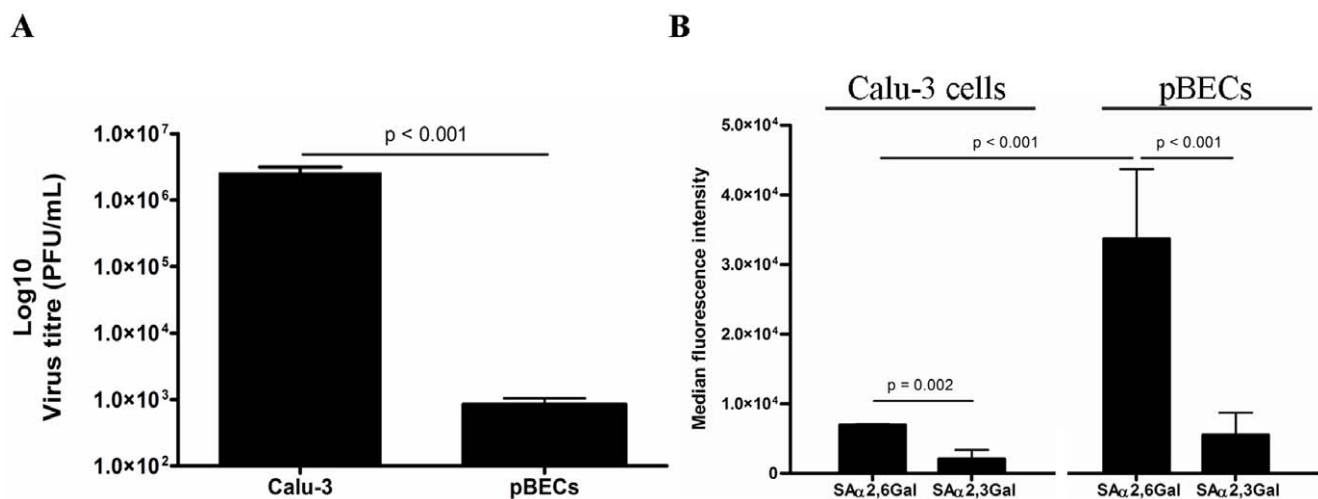 A
B
Calu-3 cells
pBECs
Log10
Virus titre (PFU/mL)
1.0×10⁷
1.0×10⁶
1.0×10⁵
1.0×10⁴
1.0×10³
1.0×10²
p < 0.001
Calu-3
pBECs
Median fluorescence intensity
5.0×10⁴
4.0×10⁴
3.0×10⁴
2.0×10⁴
1.0×10⁴
0
p < 0.001
p < 0.001
p = 0.002
SAα2,6Gal
SAα2,3Gal
SAα2,6Gal
SAα2,3Gal